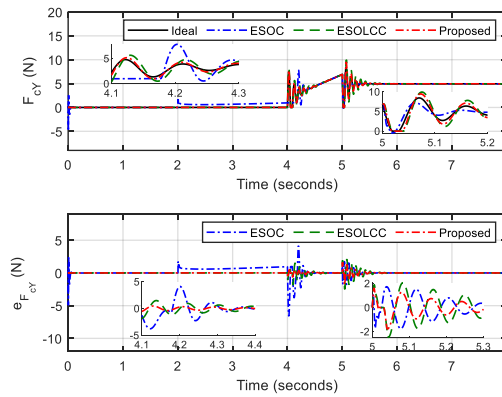 Ideal ESOC ESOLCC Proposed
F_cY (N)
20
15
10
5
0
-5
5
0
4.1 4.2 4.3
10
5
0
5 5.1 5.2
0 1 2 3 4 5 6 7
Time (seconds)
ESOC ESOLCC Proposed
e_F_cY (N)
5
0
-5
-10
5
0
-5
4.1 4.2 4.3 4.4
2
0
-2
5 5.1 5.2 5.3
0 1 2 3 4 5 6 7
Time (seconds)